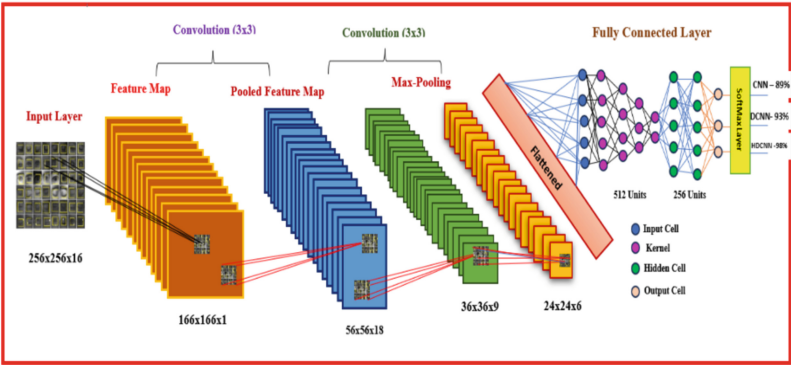 Convolution (3x3)
Convolution (3x3)
Fully Connected Layer
Feature Map
Pooled Feature Map
Max-Pooling
Input Layer
Flattened
SoftMax Layer
CNN – 89%
DCNN- 93%
HDCNN -98%
512 Units
256 Units
Input Cell
Kernel
Hidden Cell
Output Cell
256x256x16
166x166x1
56x56x18
36x36x9
24x24x6